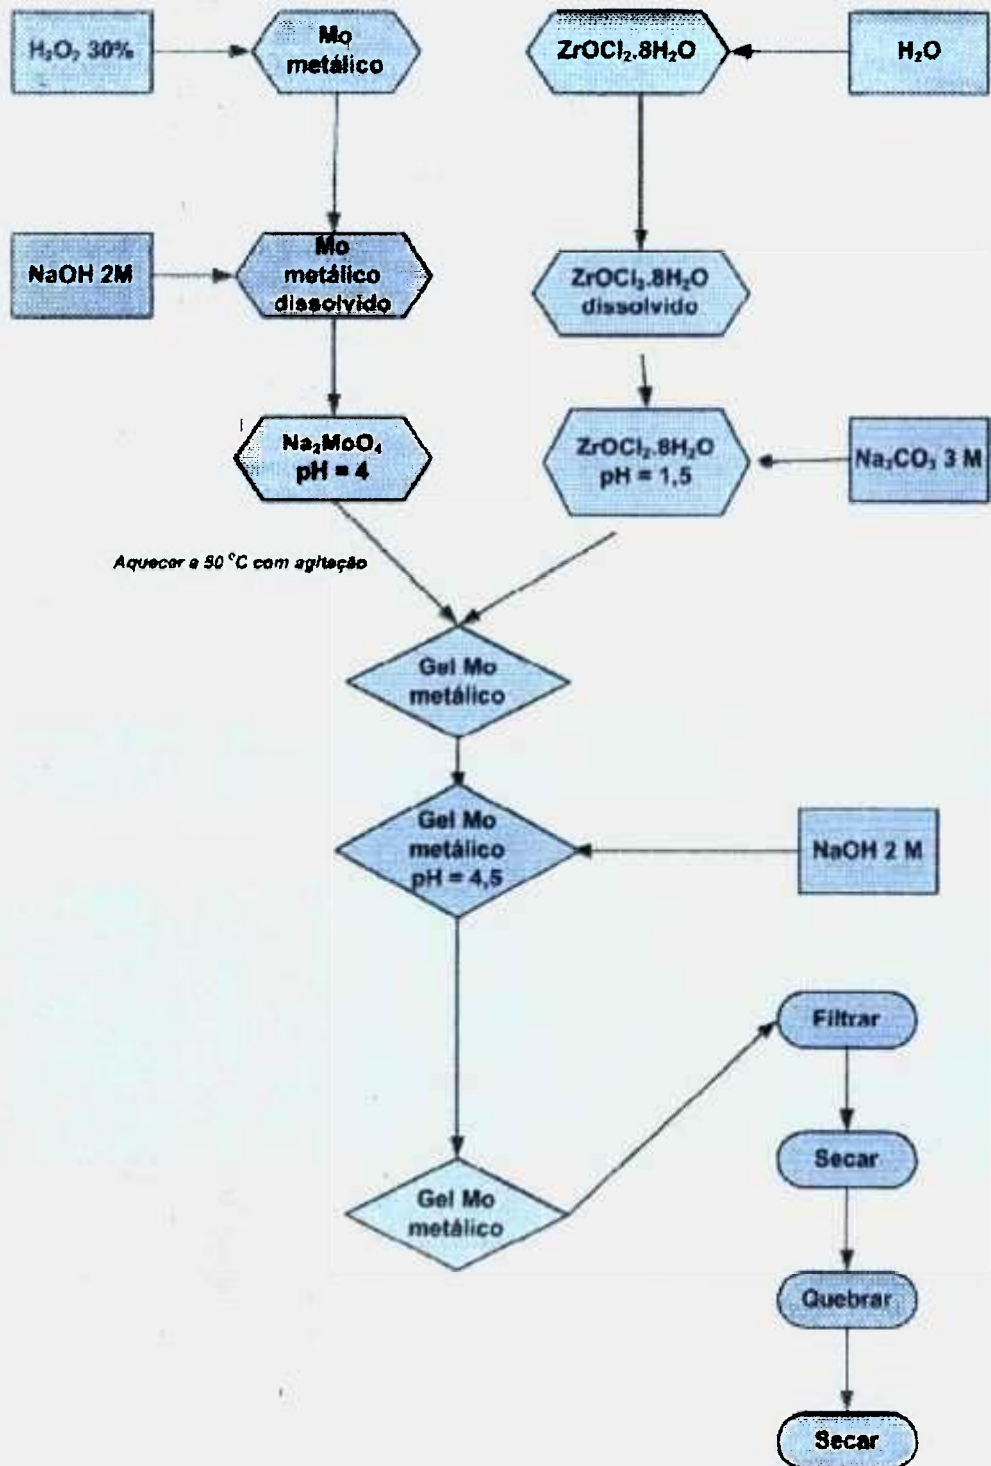 H₂O₂ 30%
Mo
metálico
ZrOCl₂.8H₂O
H₂O
NaOH 2M
Mo
metálico
dissolvido
ZrOCl₂.8H₂O
dissolvido
Na₂MoO₄
pH = 4
ZrOCl₂.8H₂O
pH = 1,5
Na₂CO₃ 3 M
Aquecer a 50 °C com agitação
Gel Mo
metálico
Gel Mo
metálico
pH = 4,5
NaOH 2 M
Filtrar
Secar
Gel Mo
metálico
Quebrar
Secar